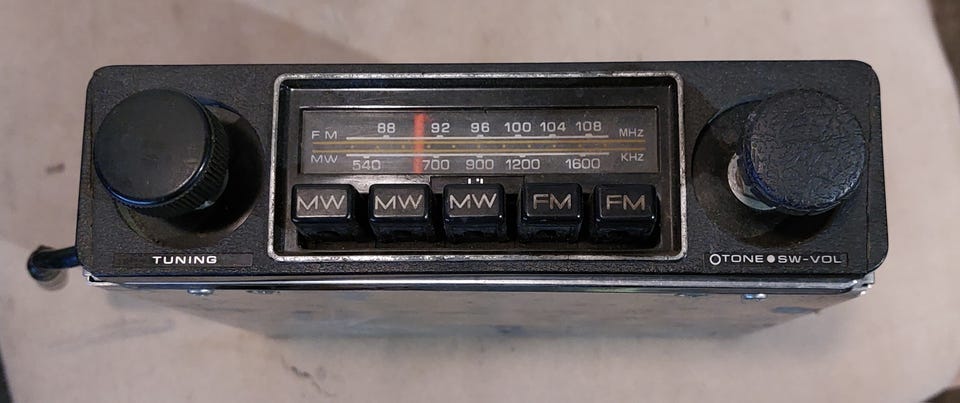 FM 88 92 96 100 104 108 MHz
MW 540 700 900 1200 1600 KHz
MW MW MW FM FM
TUNING
TONE SW-VOL